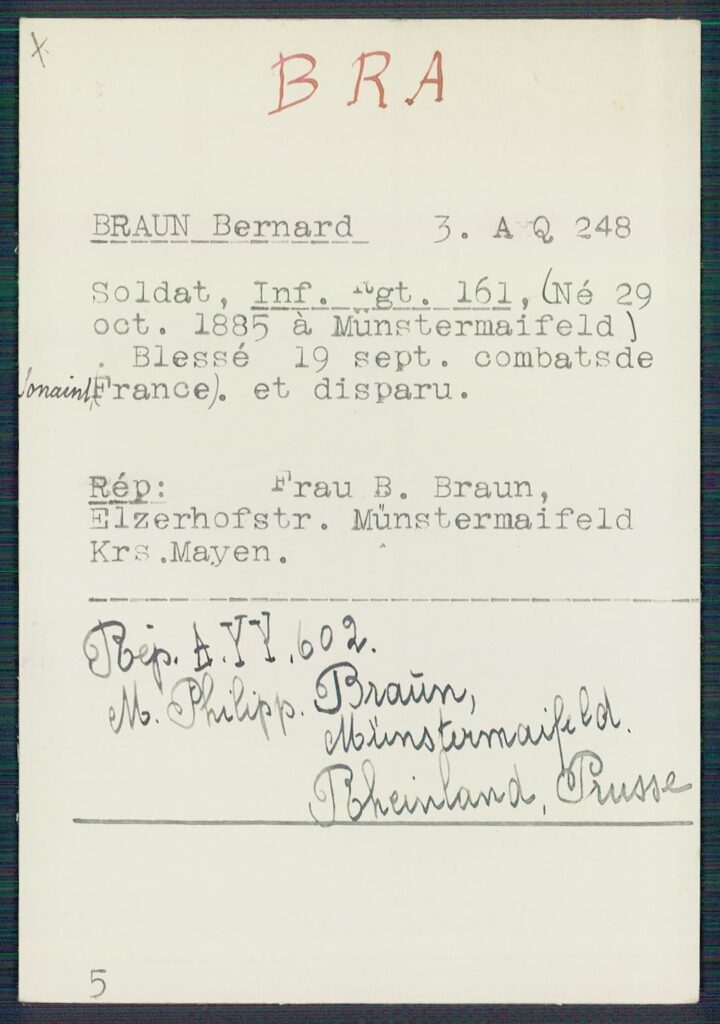 x
BRA
BRAUN Bernard 3. A Q 248
Soldat, Inf. Rgt. 161, (Né 29
oct. 1885 à Münstermaifeld)
. Blessé 19 sept. combatsde
(France). et disparu.
Rép: Frau B. Braun,
Elzerhofstr. Münstermaifeld
Krs.Mayen.
Rép. A.YY.602.
M. Philipp. Braun,
Münstermaifeld.
Rheinland, Prusse
5